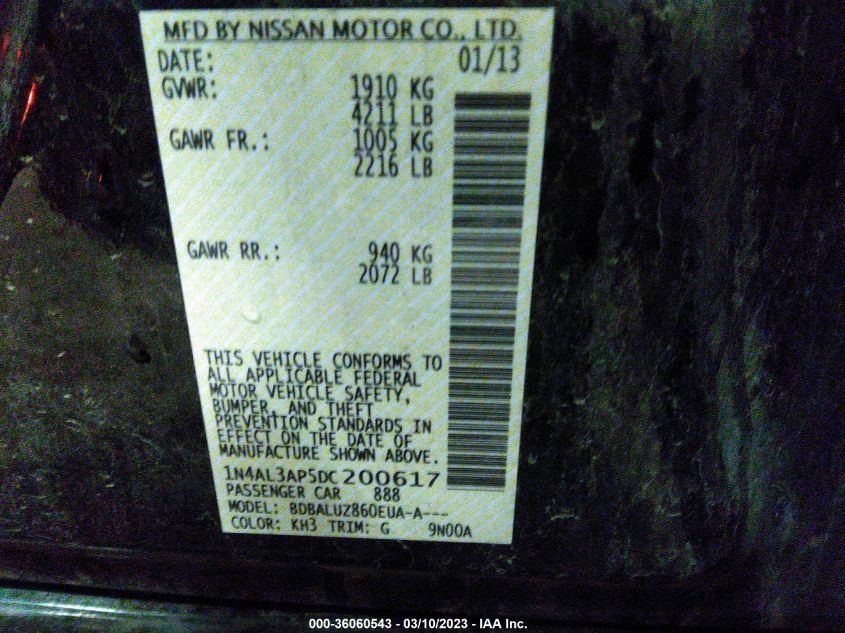 MFD BY NISSAN MOTOR CO., LTD.
DATE: 01/13
GVWR: 1910 KG
4211 LB
GAWR FR.: 1005 KG
2216 LB
GAWR RR.: 940 KG
2072 LB
THIS VEHICLE CONFORMS TO
ALL APPLICABLE FEDERAL
MOTOR VEHICLE SAFETY,
BUMPER, AND THEFT
PREVENTION STANDARDS IN
EFFECT ON THE DATE OF
MANUFACTURE SHOWN ABOVE.
1N4AL3AP5DC200617
PASSENGER CAR 888
MODEL: BDBALUZ860EUA-A---
COLOR: KH3 TRIM: G 9N00A
000-36060543 - 03/10/2023 - IAA Inc.